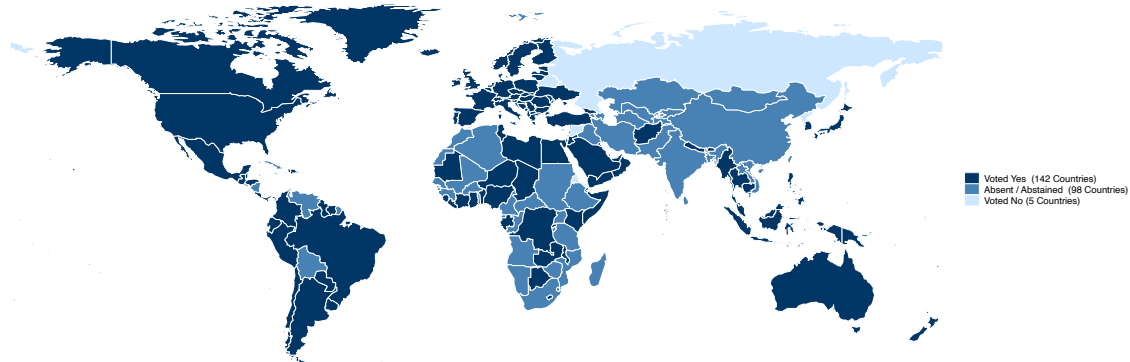 Voted Yes (142 Countries)
Absent / Abstained (98 Countries)
Voted No (5 Countries)